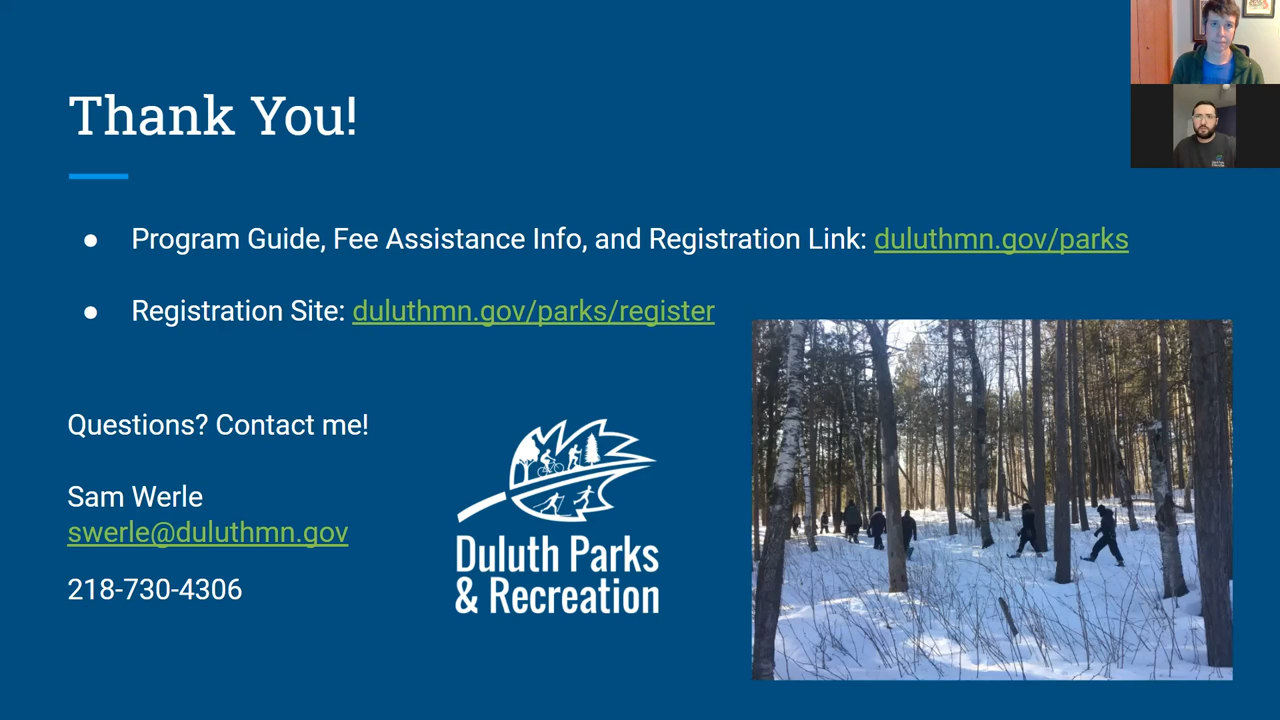 Thank You!
● Program Guide, Fee Assistance Info, and Registration Link: duluthmn.gov/parks
● Registration Site: duluthmn.gov/parks/register
Questions? Contact me!
Sam Werle
swerle@duluthmn.gov
218-730-4306
Duluth Parks
& Recreation